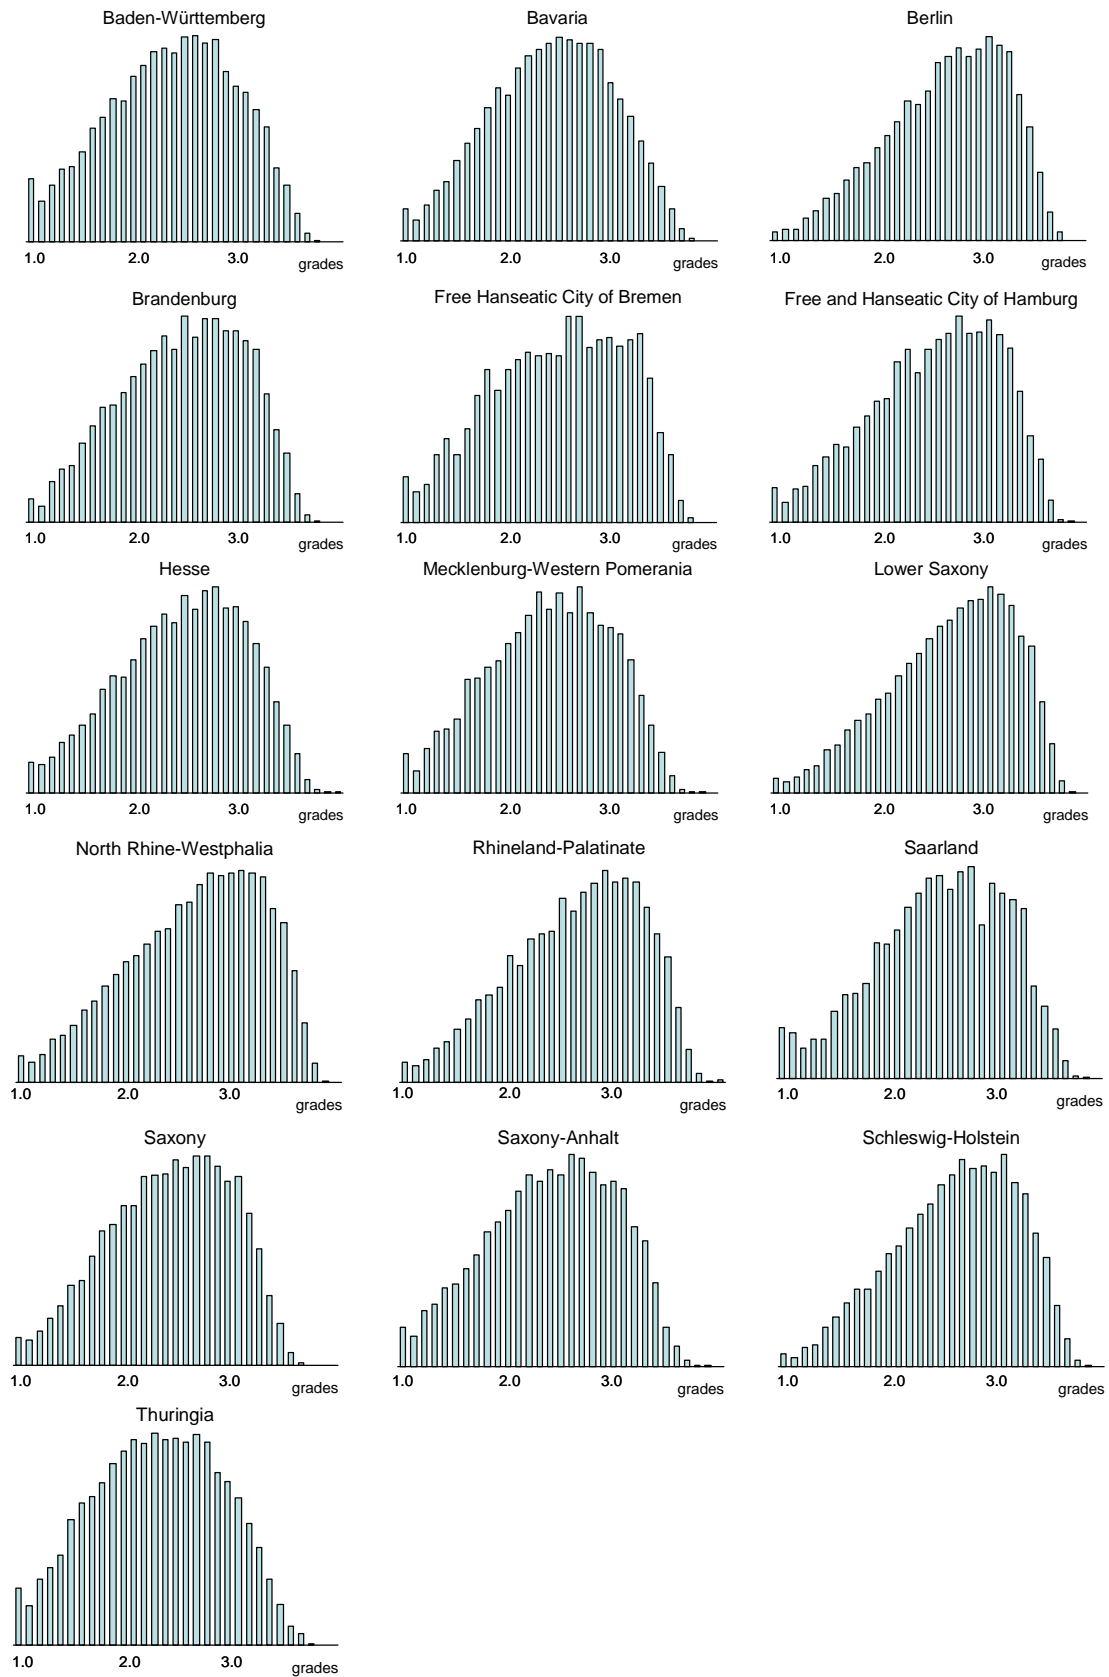 Baden-Württemberg
Bavaria
Berlin
1.0 2.0 3.0 grades
1.0 2.0 3.0 grades
1.0 2.0 3.0 grades
Brandenburg
Free Hanseatic City of Bremen
Free and Hanseatic City of Hamburg
1.0 2.0 3.0 grades
1.0 2.0 3.0 grades
1.0 2.0 3.0 grades
Hesse
Mecklenburg-Western Pomerania
Lower Saxony
1.0 2.0 3.0 grades
1.0 2.0 3.0 grades
1.0 2.0 3.0 grades
North Rhine-Westphalia
Rhineland-Palatinate
Saarland
1.0 2.0 3.0 grades
1.0 2.0 3.0 grades
1.0 2.0 3.0 grades
Saxony
Saxony-Anhalt
Schleswig-Holstein
1.0 2.0 3.0 grades
1.0 2.0 3.0 grades
1.0 2.0 3.0 grades
Thuringia
1.0 2.0 3.0 grades